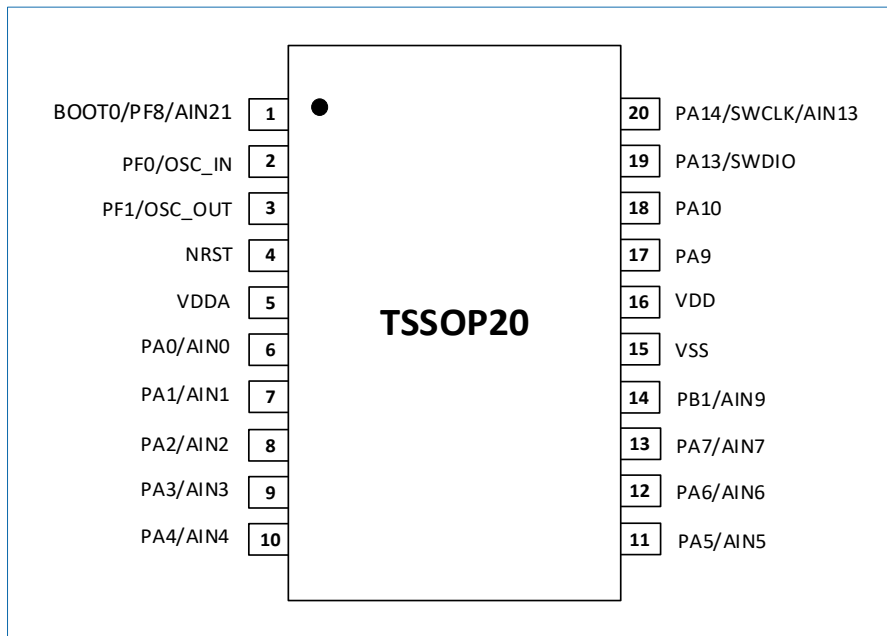 BOOT0/PF8/AIN21 1 20 PA14/SWCLK/AIN13
PF0/OSC_IN 2 19 PA13/SWDIO
PF1/OSC_OUT 3 18 PA10
NRST 4 17 PA9
VDDA 5 16 VDD
TSSOP20
PA0/AIN0 6 15 VSS
PA1/AIN1 7 14 PB1/AIN9
PA2/AIN2 8 13 PA7/AIN7
PA3/AIN3 9 12 PA6/AIN6
PA4/AIN4 10 11 PA5/AIN5